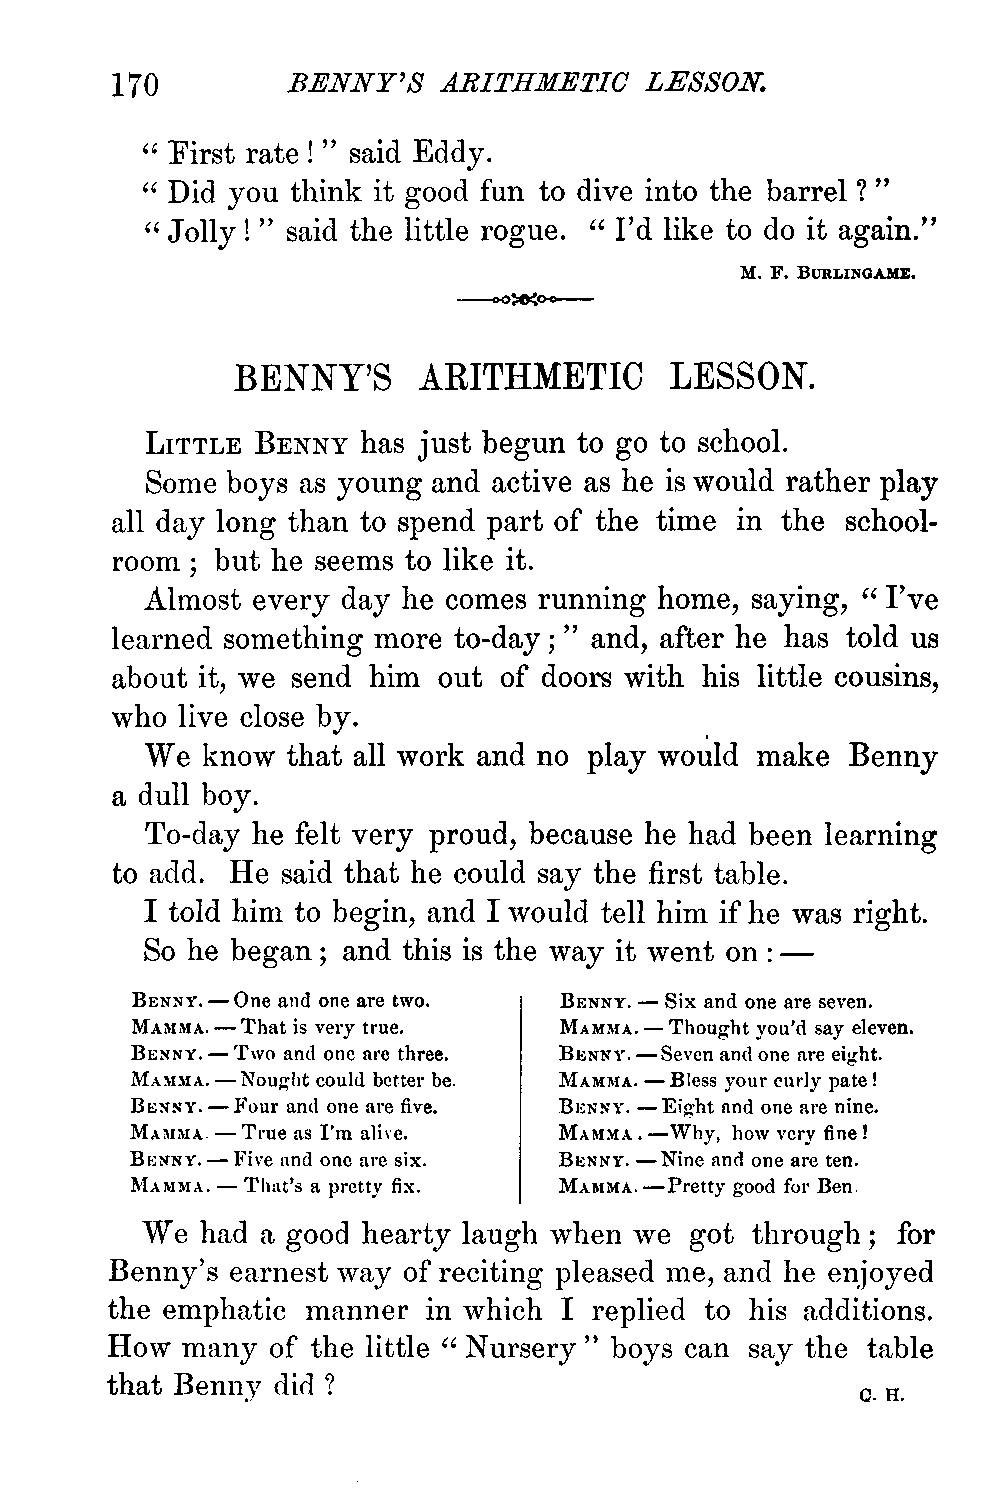 170 BENNY'S ARITHMETIC LESSON.
“ First rate ! ” said Eddy.
“ Did you think it good fun to dive into the barrel ? ”
“ Jolly ! ” said the little rogue. “ I'd like to do it again.”
M. F. BURLINGAME.
BENNY'S ARITHMETIC LESSON.
LITTLE BENNY has just begun to go to school.
Some boys as young and active as he is would rather play
all day long than to spend part of the time in the school-
room ; but he seems to like it.
Almost every day he comes running home, saying, “ I've
learned something more to-day ; ” and, after he has told us
about it, we send him out of doors with his little cousins,
who live close by.
We know that all work and no play would make Benny
a dull boy.
To-day he felt very proud, because he had been learning
to add. He said that he could say the first table.
I told him to begin, and I would tell him if he was right.
So he began ; and this is the way it went on : —
BENNY. — One and one are two.
MAMMA. — That is very true.
BENNY. — Two and one are three.
MAMMA. — Nought could better be.
BENNY. — Four and one are five.
MAMMA. — True as I'm alive.
BENNY. — Five and one are six.
MAMMA. — That's a pretty fix.
BENNY. — Six and one are seven.
MAMMA. — Thought you'd say eleven.
BENNY. — Seven and one are eight.
MAMMA. — Bless your curly pate !
BENNY. — Eight and one are nine.
MAMMA. — Why, how very fine !
BENNY. — Nine and one are ten.
MAMMA. — Pretty good for Ben.
We had a good hearty laugh when we got through ; for
Benny's earnest way of reciting pleased me, and he enjoyed
the emphatic manner in which I replied to his additions.
How many of the little “ Nursery ” boys can say the table
that Benny did ?
C. H.